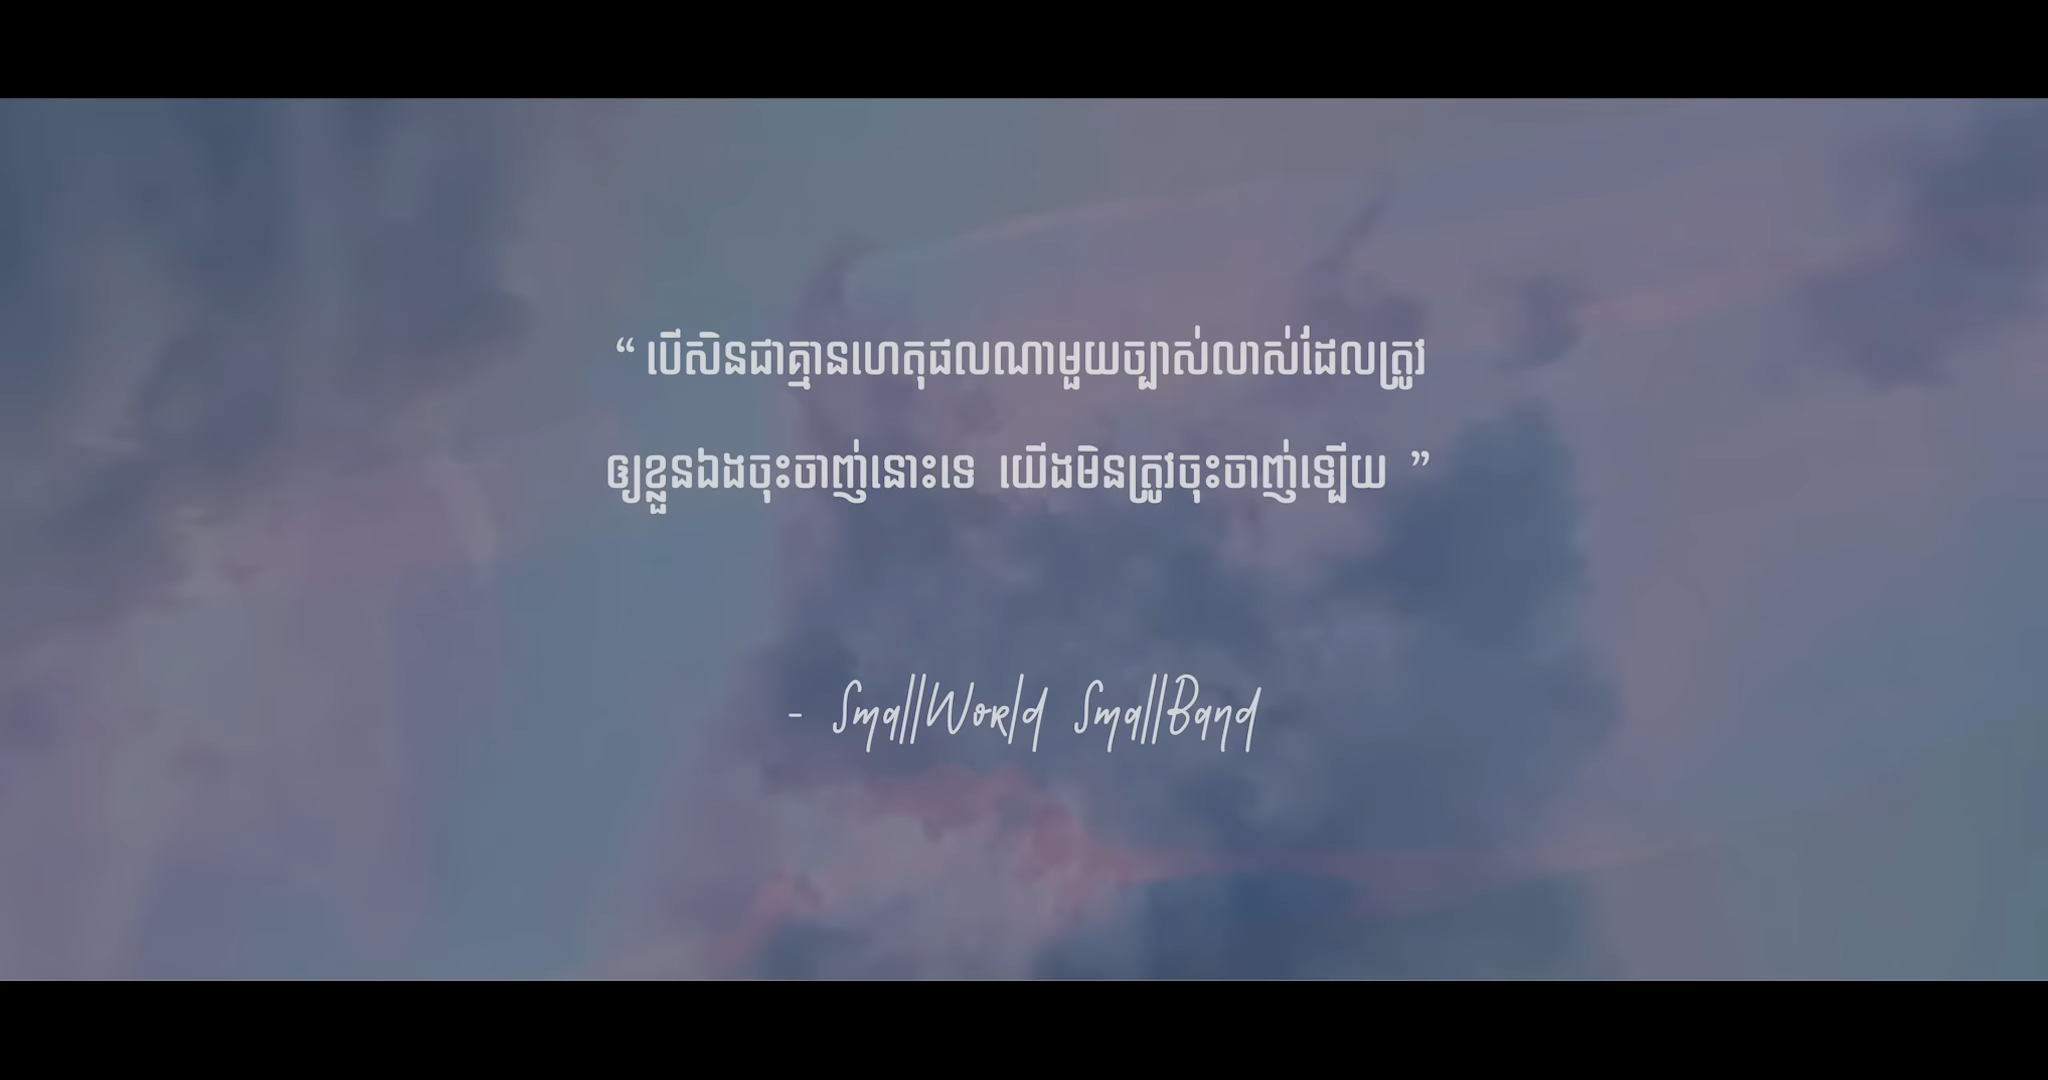 “ បើសិនជាគ្មានហេតុផលណាមួយច្បាស់លាស់ដែលត្រូវ
ឲ្យខ្លួនឯងចុះចាញ់នោះទេ យើងមិនត្រូវចុះចាញ់ឡើយ ”
- SmallWorld SmallBand